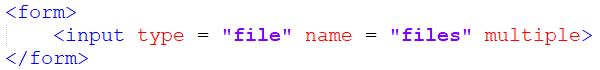 <form>
    <input type = "file" name = "files" multiple>
</form>